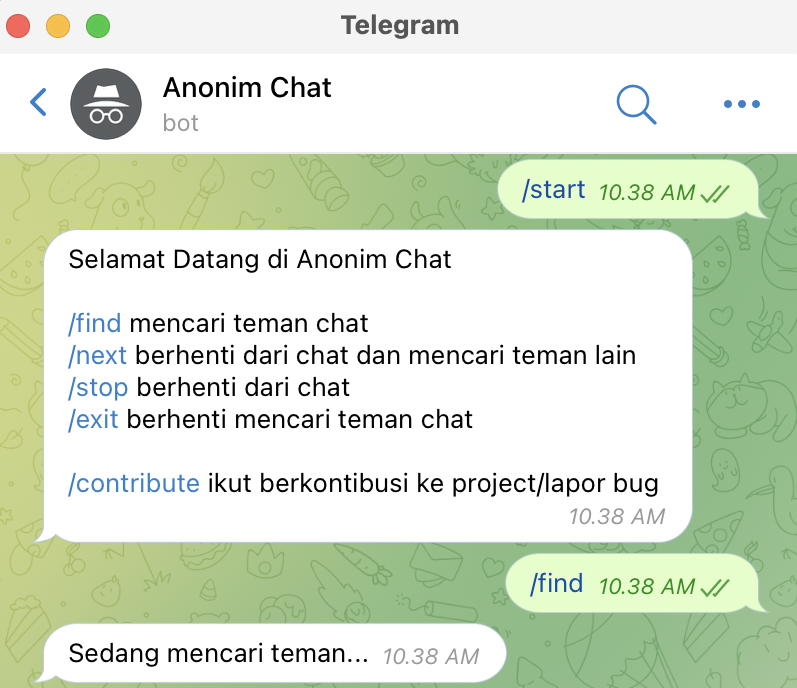 Telegram
Anonim Chat
bot
/start 10.38 AM
Selamat Datang di Anonim Chat
/find mencari teman chat
/next berhenti dari chat dan mencari teman lain
/stop berhenti dari chat
/exit berhenti mencari teman chat
/contribute ikut berkontibusi ke project/lapor bug
10.38 AM
/find 10.38 AM
Sedang mencari teman... 10.38 AM